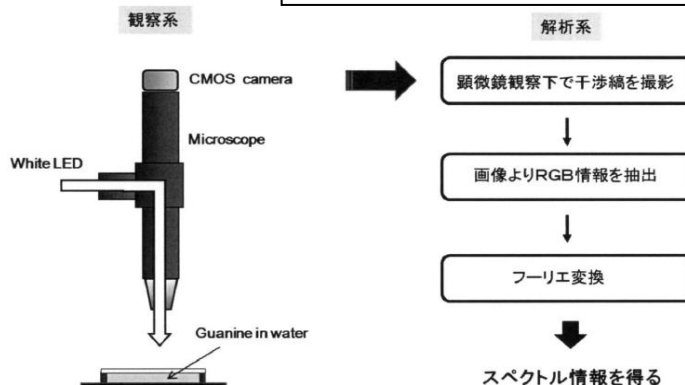 観察系
CMOS camera
Microscope
White LED
Guanine in water
解析系
顕微鏡観察下で干渉縞を撮影
画像よりRGB情報を抽出
フーリエ変換
スペクトル情報を得る